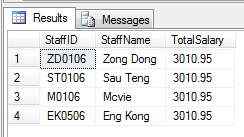 Results Messages
StaffID StaffName TotalSalary
1 ZD0106 Zong Dong 3010.95
2 ST0106 Sau Teng 3010.95
3 M0106 Mcvie 3010.95
4 EK0506 Eng Kong 3010.95